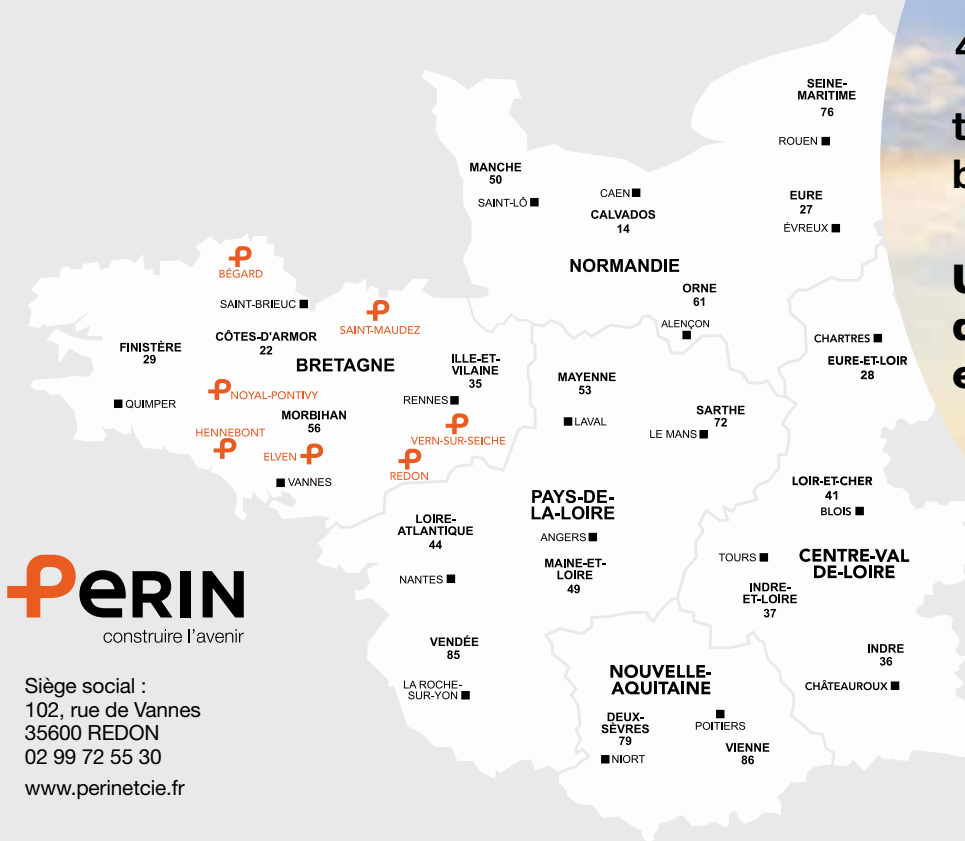 SEINE-
MARITIME
76
ROUEN
MANCHE
50
SAINT-LÔ
CAEN
CALVADOS
14
EURE
27
ÉVREUX
NORMANDIE
ORNE
61
ALENÇON
BÉGARD
SAINT-BRIEUC
SAINT-MAUDEZ
CÔTES-D'ARMOR
22
FINISTÈRE
29
BRETAGNE
ILLE-ET-
VILAINE
35
RENNES
CHARTRES
EURE-ET-LOIR
28
MAYENNE
53
LAVAL
SARTHE
72
LE MANS
QUIMPER
NOYAL-PONTIVY
MORBIHAN
56
HENNEBONT
ELVEN
VANNES
VERN-SUR-SEICHE
REDON
LOIR-ET-CHER
41
BLOIS
PAYS-DE-
LA-LOIRE
ANGERS
LOIRE-
ATLANTIQUE
44
NANTES
MAINE-ET-
LOIRE
49
TOURS
CENTRE-VAL
DE-LOIRE
INDRE-
ET-LOIRE
37
VENDÉE
85
LA ROCHE-
SUR-YON
INDRE
36
CHÂTEAUROUX
NOUVELLE-
AQUITAINE
DEUX-
SÈVRES
79
NIORT
POITIERS
VIENNE
86
PERIN
construire l'avenir
Siège social :
102, rue de Vannes
35600 REDON
02 99 72 55 30
www.perinetcie.fr